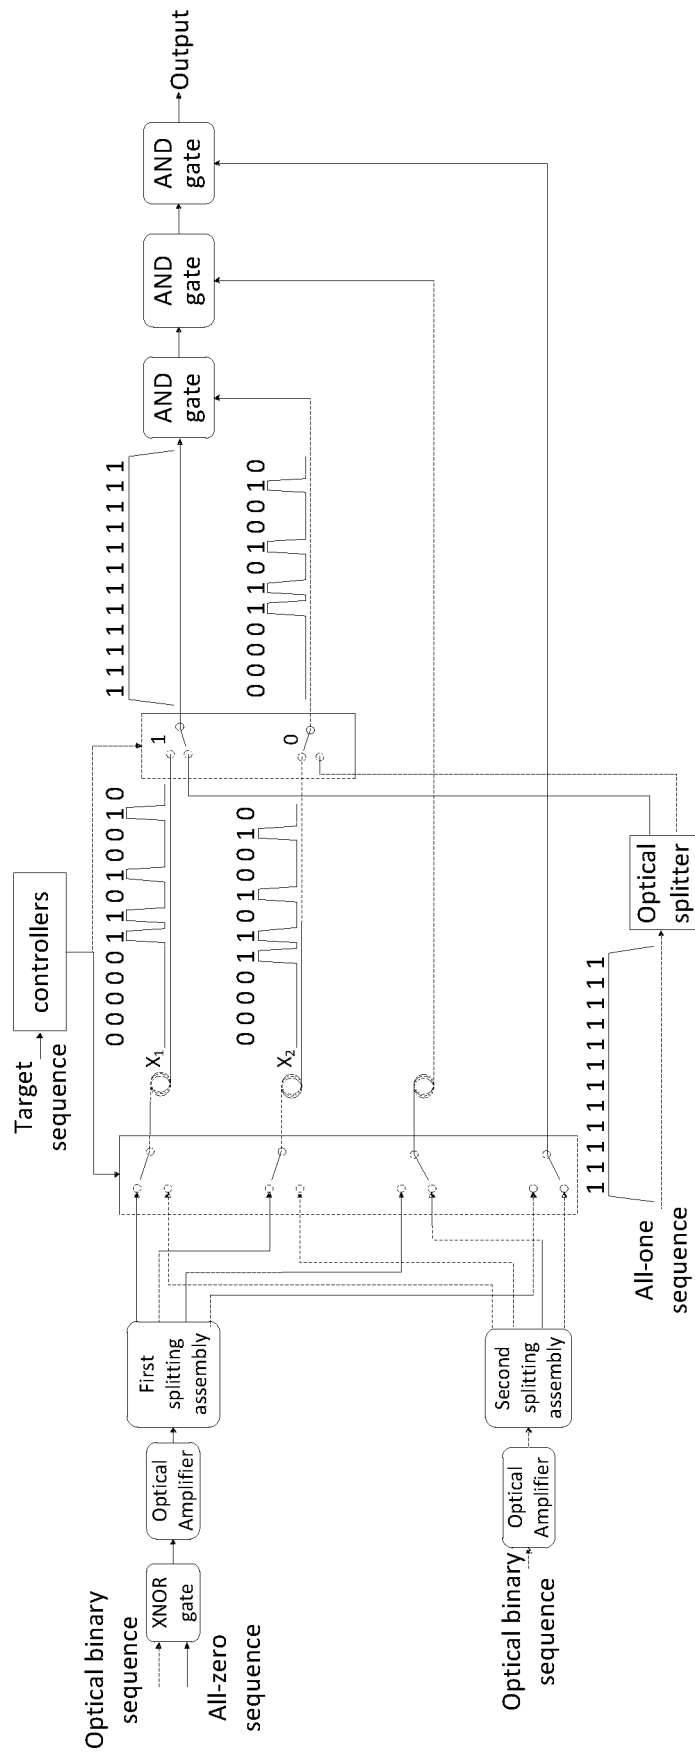 Target
sequence
controllers
1 1 1 1 1 1 1 1 1 1 1 1
0 0 0 0 0 1 1 0 1 0 0 1 0
X₁
1
AND
gate
AND
gate
AND
gate
Output
Optical binary
sequence
XNOR
gate
All-zero
sequence
Optical
Amplifier
First
splitting
assembly
0 0 0 0 1 1 0 1 0 0 1 0
X₂
0
0 0 0 0 1 1 0 1 0 0 1 0
Optical binary
sequence
Optical
Amplifier
Second
splitting
assembly
1 1 1 1 1 1 1 1 1 1 1 1
All-one
sequence
Optical
splitter